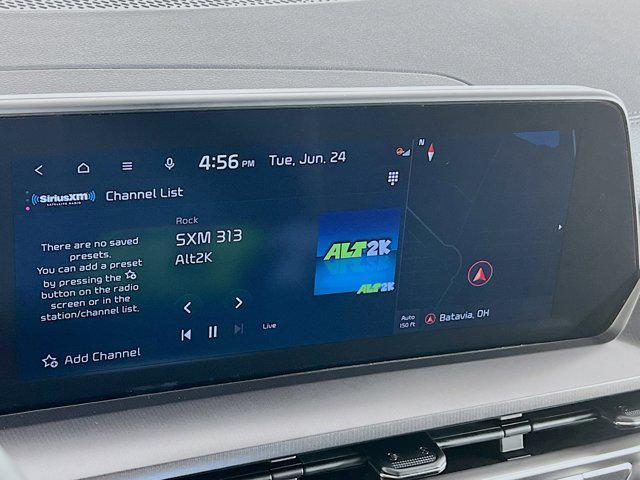 4:56 PM Tue, Jun. 24
SiriusXM Channel List
SATELLITE RADIO
There are no saved
presets.
You can add a preset
by pressing the
button on the radio
screen or in the
station/channel list.
Add Channel
Rock
SXM 313
Alt2K
Live
ALT2K
ALT2K
N
Auto
150 ft
Batavia, OH